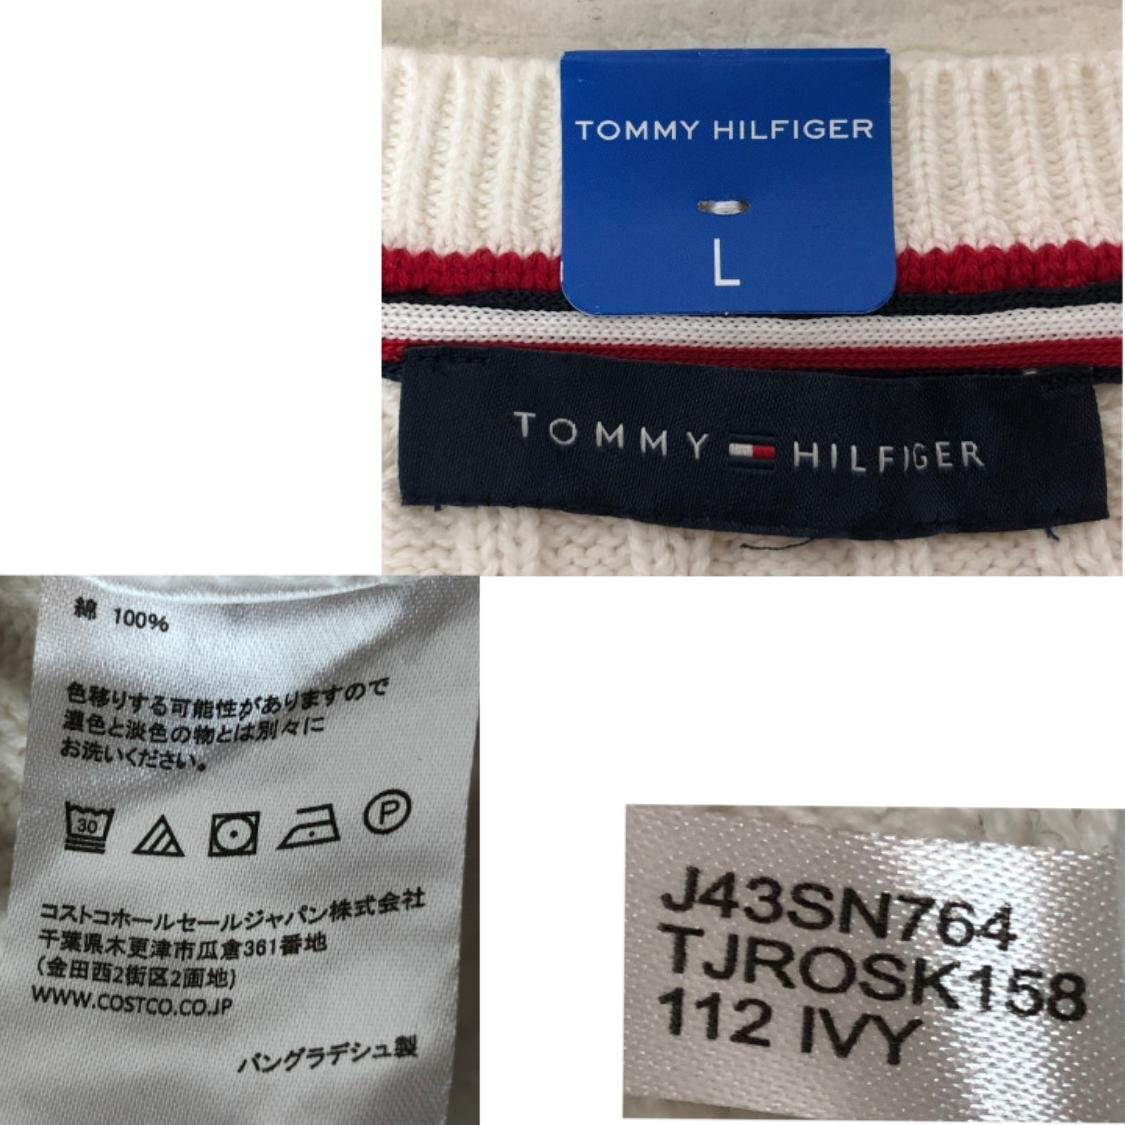 TOMMY HILFIGER
L
TOMMY HILFIGER
綿 100%
色移りする可能性がありますので
濃色と淡色の物とは別々に
お洗いください。
30
P
コストコホールセールジャパン株式会社
千葉県木更津市瓜倉361番地
(金田西2街区2画地)
WWW.COSTCO.CO.JP
バングラデシュ製
J43SN764
TJROSK158
112 IVY